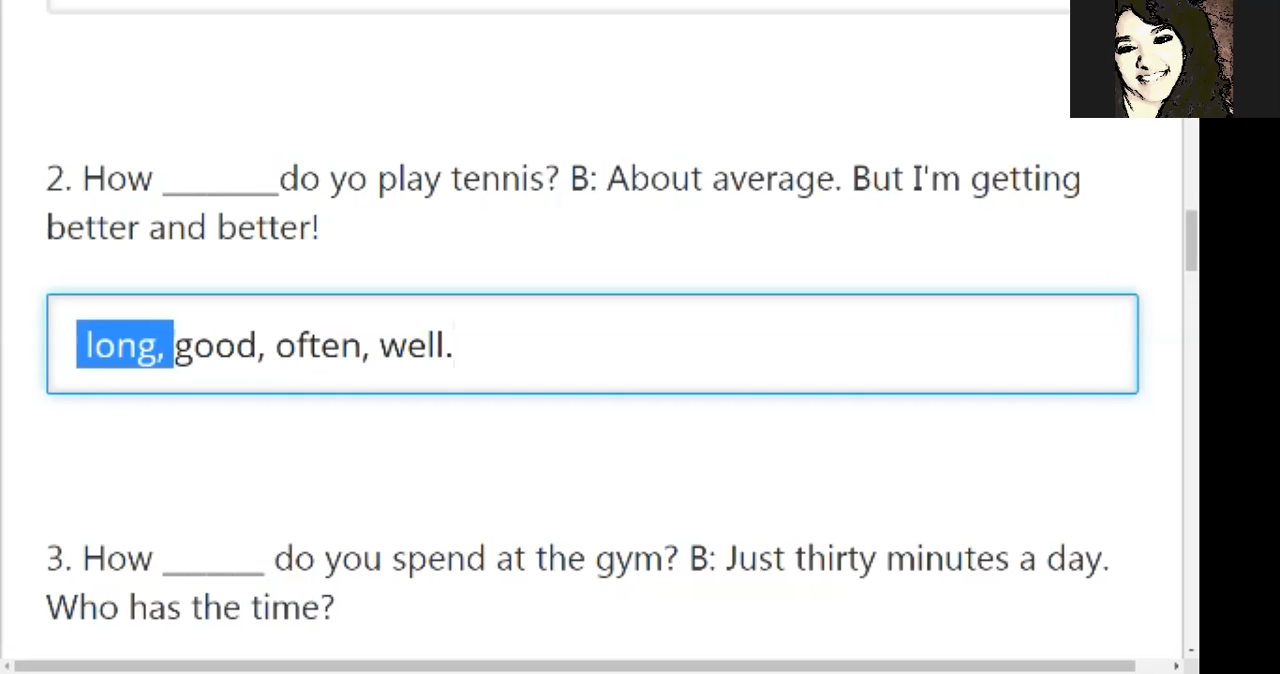 2. How _______do yo play tennis? B: About average. But I'm getting
better and better!
long, good, often, well.
3. How ______ do you spend at the gym? B: Just thirty minutes a day.
Who has the time?